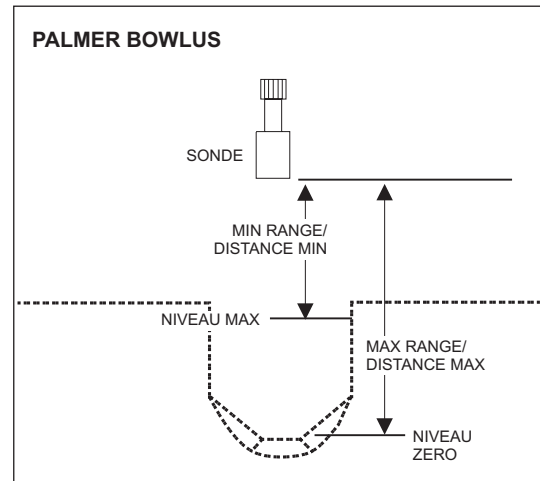 PALMER BOWLUS
SONDE
MIN RANGE/
DISTANCE MIN
NIVEAU MAX
MAX RANGE/
DISTANCE MAX
NIVEAU
ZERO